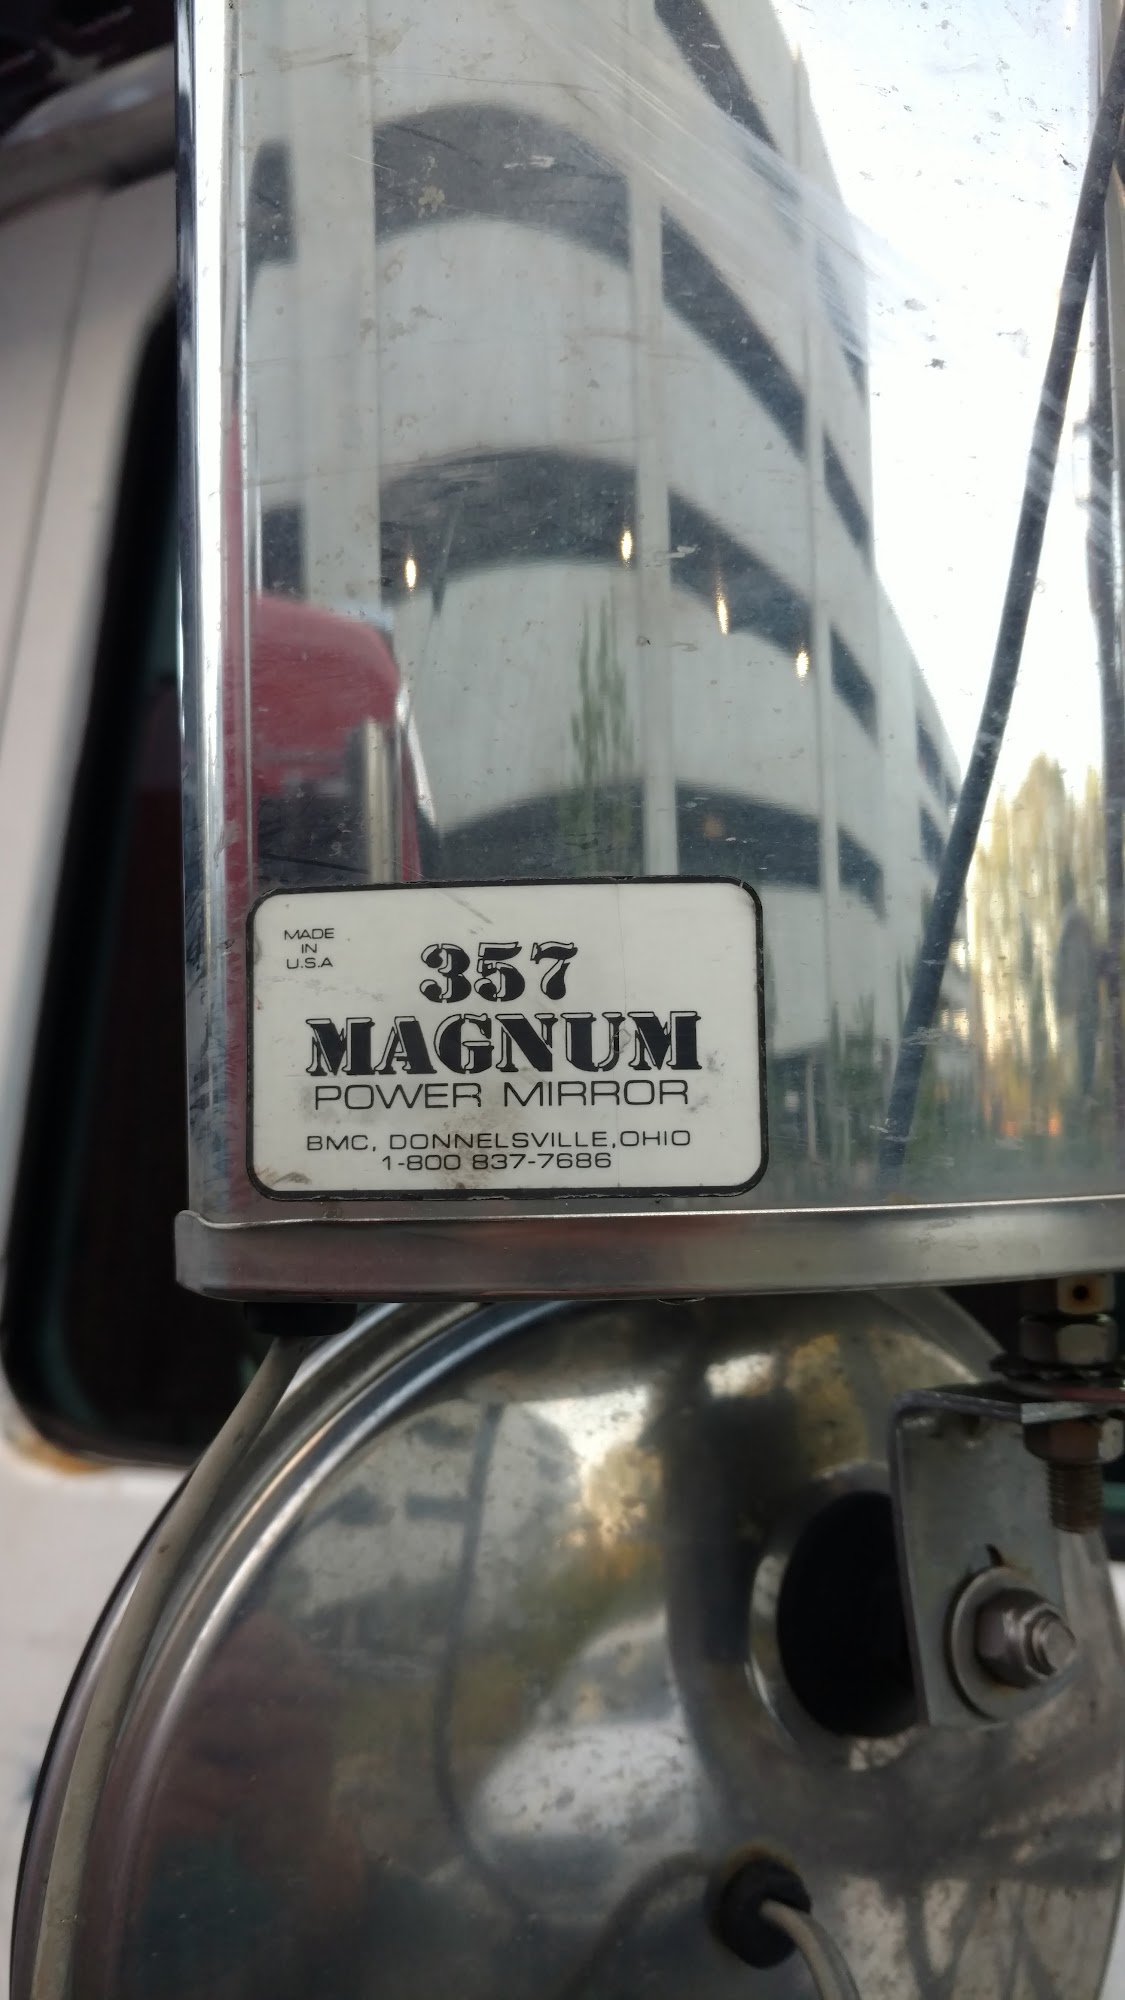 MADE
IN
U.S.A
357
MAGNUM
POWER MIRROR
BMC, DONNELSVILLE, OHIO
1-800 837-7686